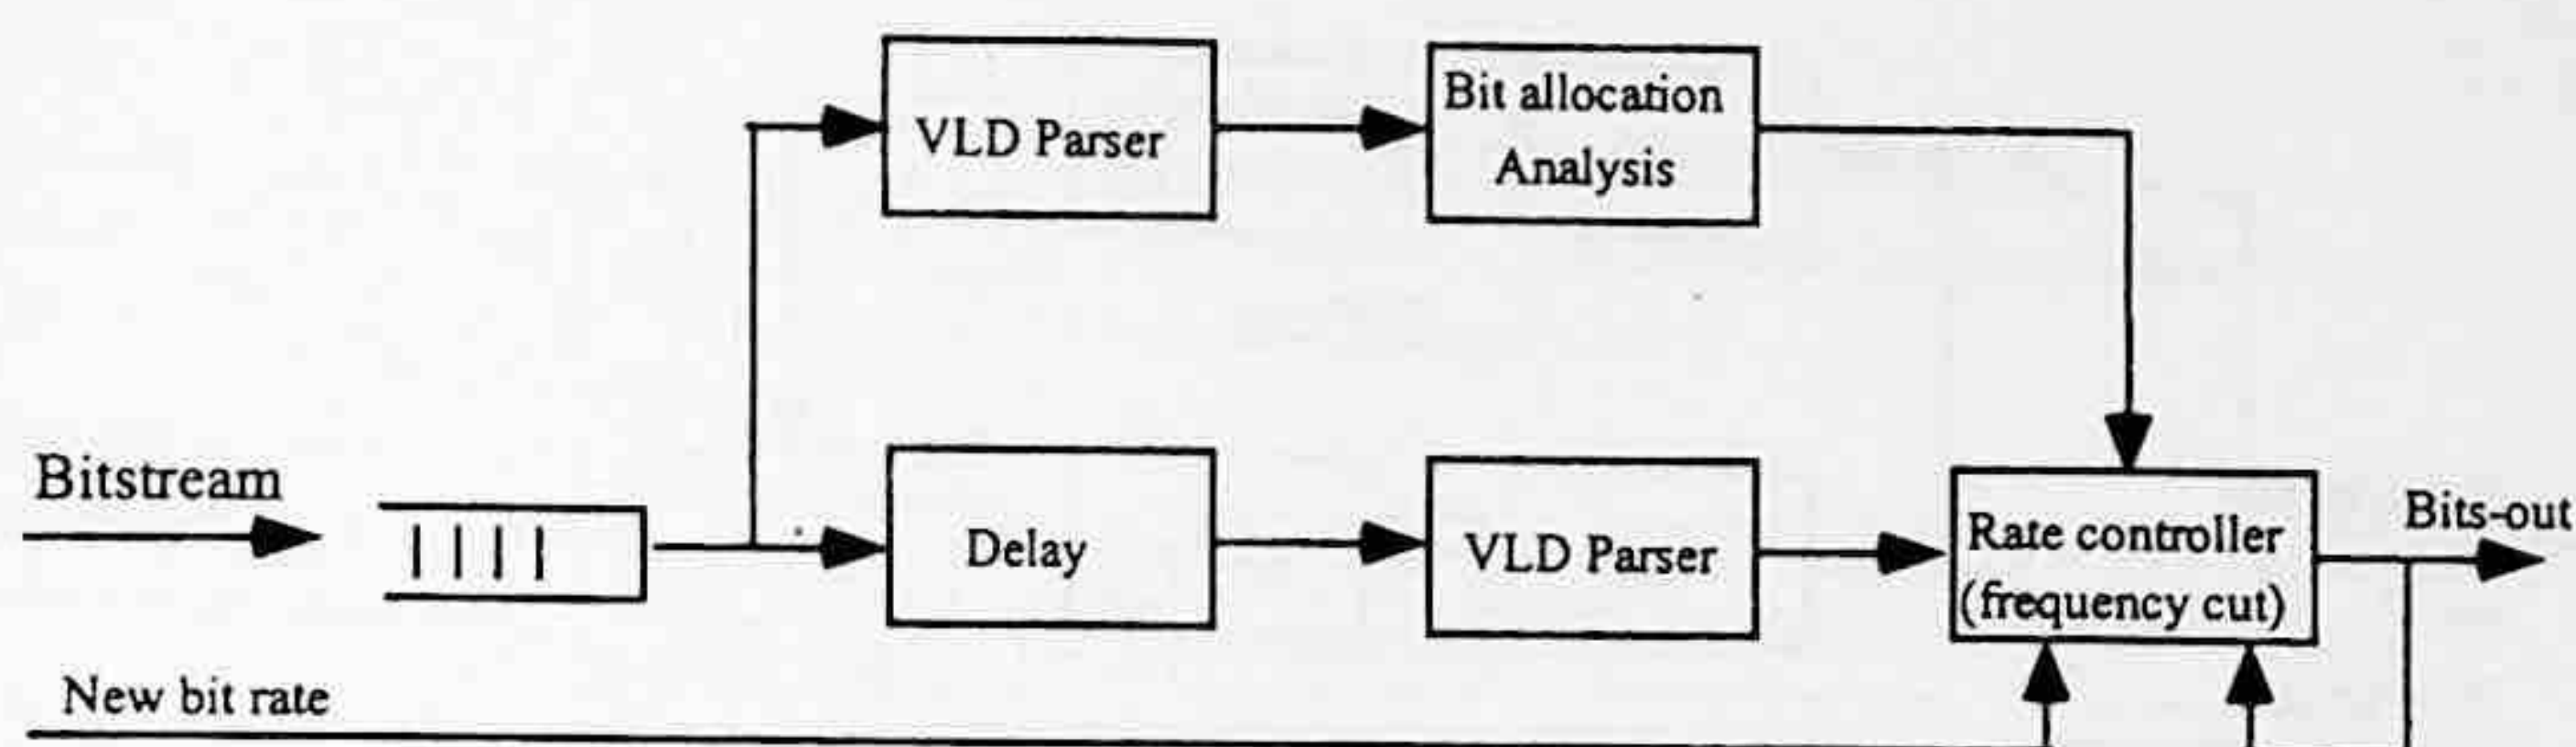 VLD Parser
Bit allocation
Analysis
Bitstream
Delay
VLD Parser
Rate controller
(frequency cut)
Bits-out
New bit rate